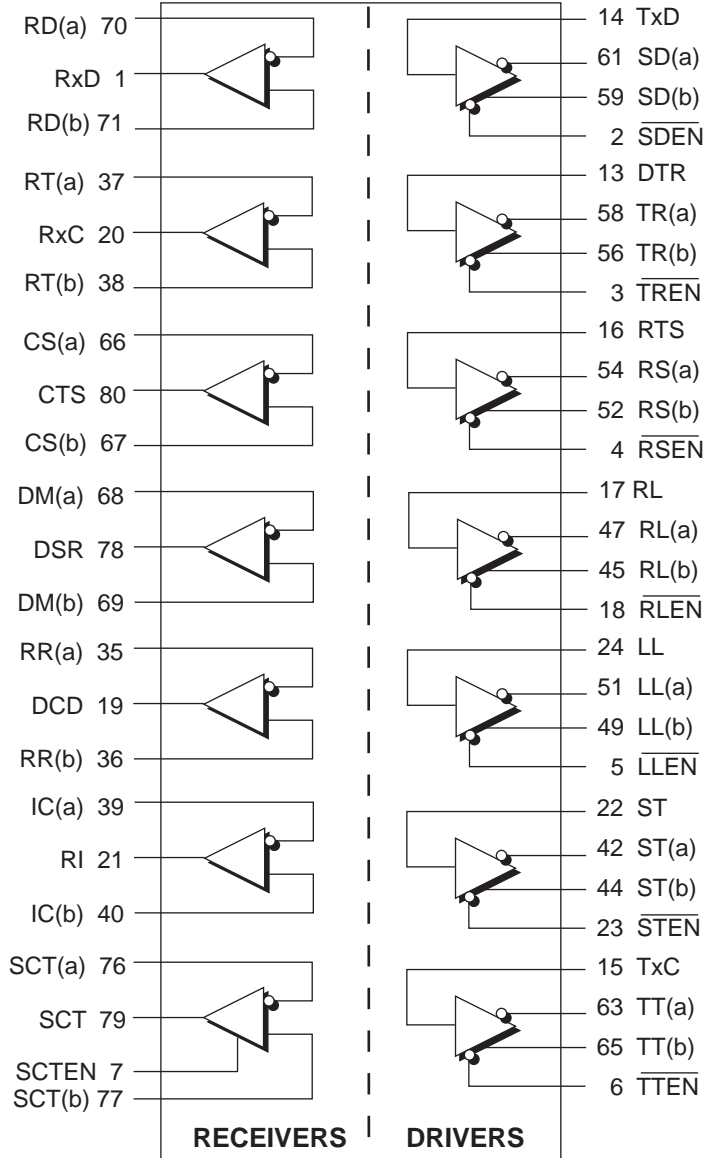 RD(a) 70
RxD 1
RD(b) 71
RT(a) 37
RxC 20
RT(b) 38
CS(a) 66
CTS 80
CS(b) 67
DM(a) 68
DSR 78
DM(b) 69
RR(a) 35
DCD 19
RR(b) 36
IC(a) 39
RI 21
IC(b) 40
SCT(a) 76
SCT 79
SCTEN 7
SCT(b) 77
RECEIVERS
14 TxD
61 SD(a)
59 SD(b)
2 SDEN
13 DTR
58 TR(a)
56 TR(b)
3 TREN
16 RTS
54 RS(a)
52 RS(b)
4 RSEN
17 RL
47 RL(a)
45 RL(b)
18 RLEN
24 LL
51 LL(a)
49 LL(b)
5 LLEN
22 ST
42 ST(a)
44 ST(b)
23 STEN
15 TxC
63 TT(a)
65 TT(b)
6 TTEN
DRIVERS